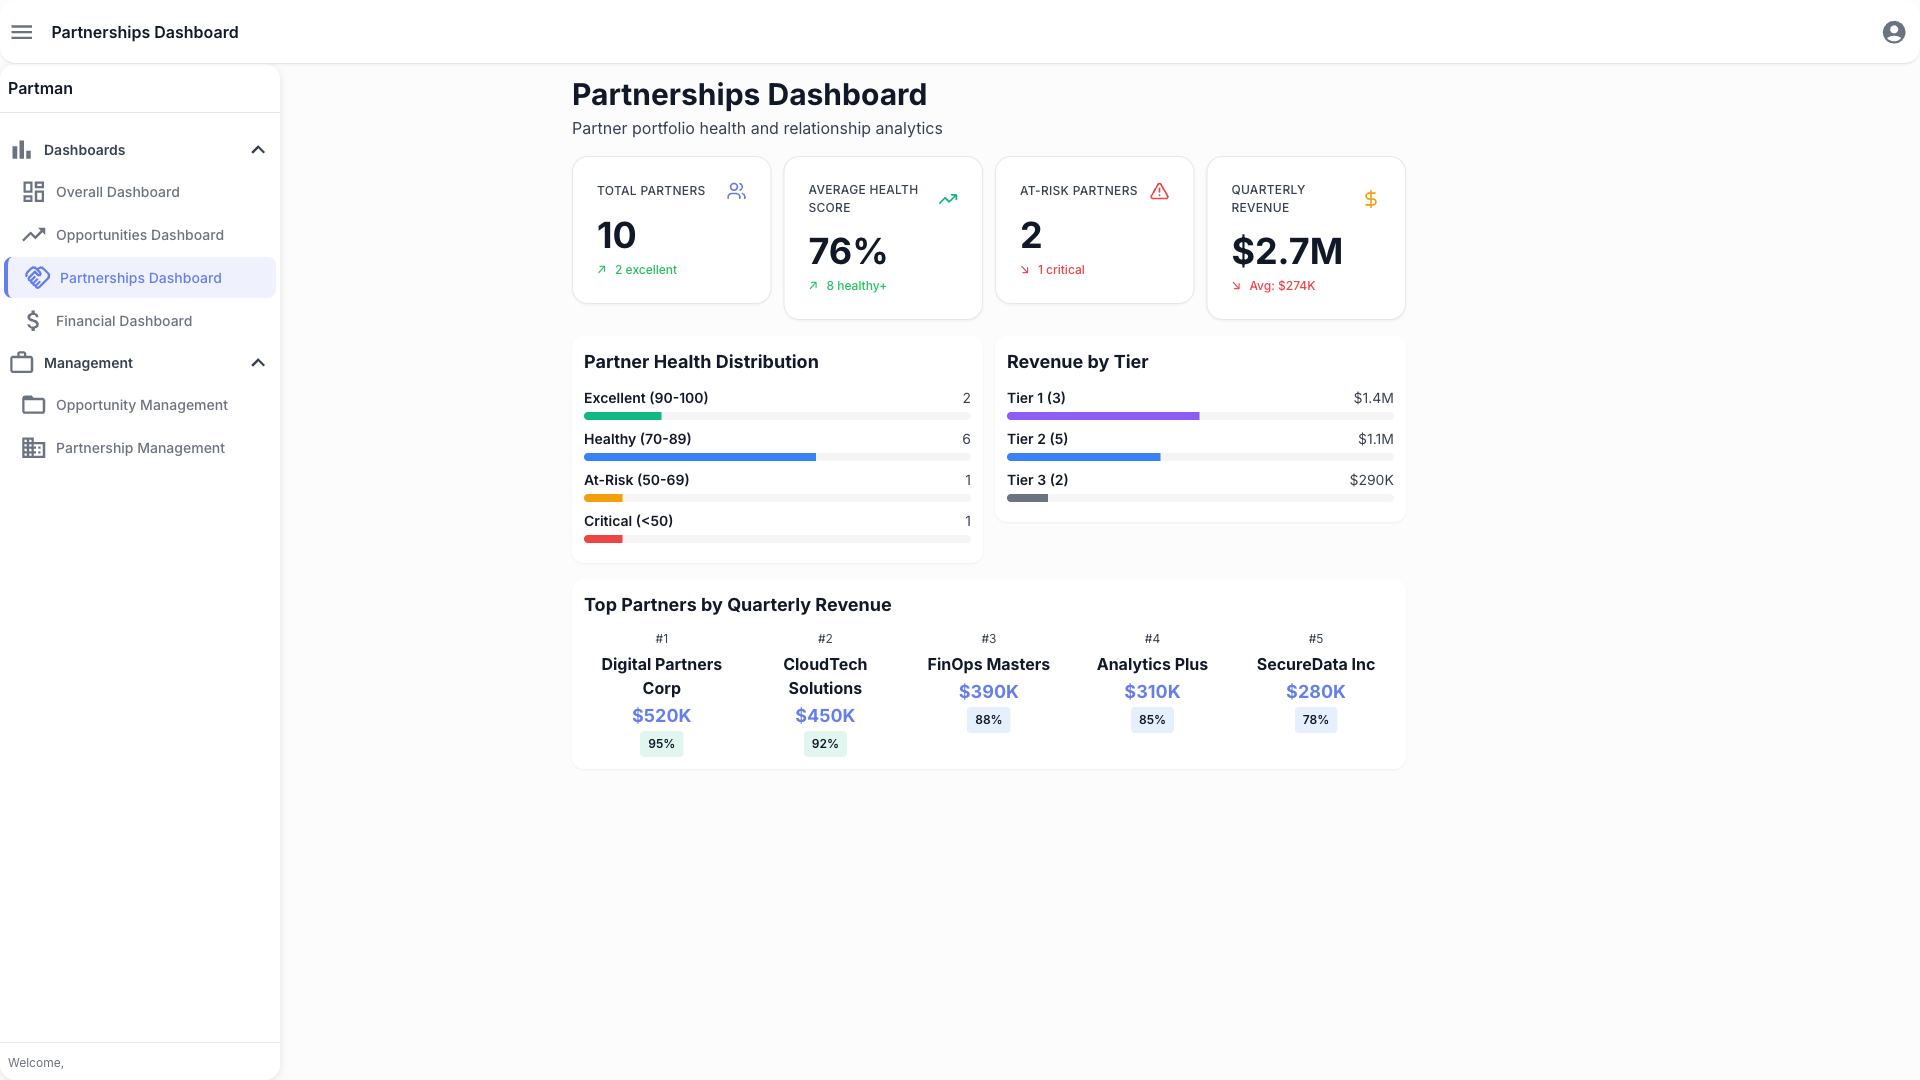 Partnerships Dashboard
Partman
Dashboards
Overall Dashboard
Opportunities Dashboard
Partnerships Dashboard
Financial Dashboard
Management
Opportunity Management
Partnership Management
Welcome,
Partnerships Dashboard
Partner portfolio health and relationship analytics
TOTAL PARTNERS
10
2 excellent
AVERAGE HEALTH
SCORE
76%
8 healthy+
AT-RISK PARTNERS
2
1 critical
QUARTERLY
REVENUE
$2.7M
Avg: $274K
Partner Health Distribution
Excellent (90-100) 2
Healthy (70-89) 6
At-Risk (50-69) 1
Critical (<50) 1
Revenue by Tier
Tier 1 (3) $1.4M
Tier 2 (5) $1.1M
Tier 3 (2) $290K
Top Partners by Quarterly Revenue
#1
Digital Partners
Corp
$520K
95%
#2
CloudTech
Solutions
$450K
92%
#3
FinOps Masters
$390K
88%
#4
Analytics Plus
$310K
85%
#5
SecureData Inc
$280K
78%